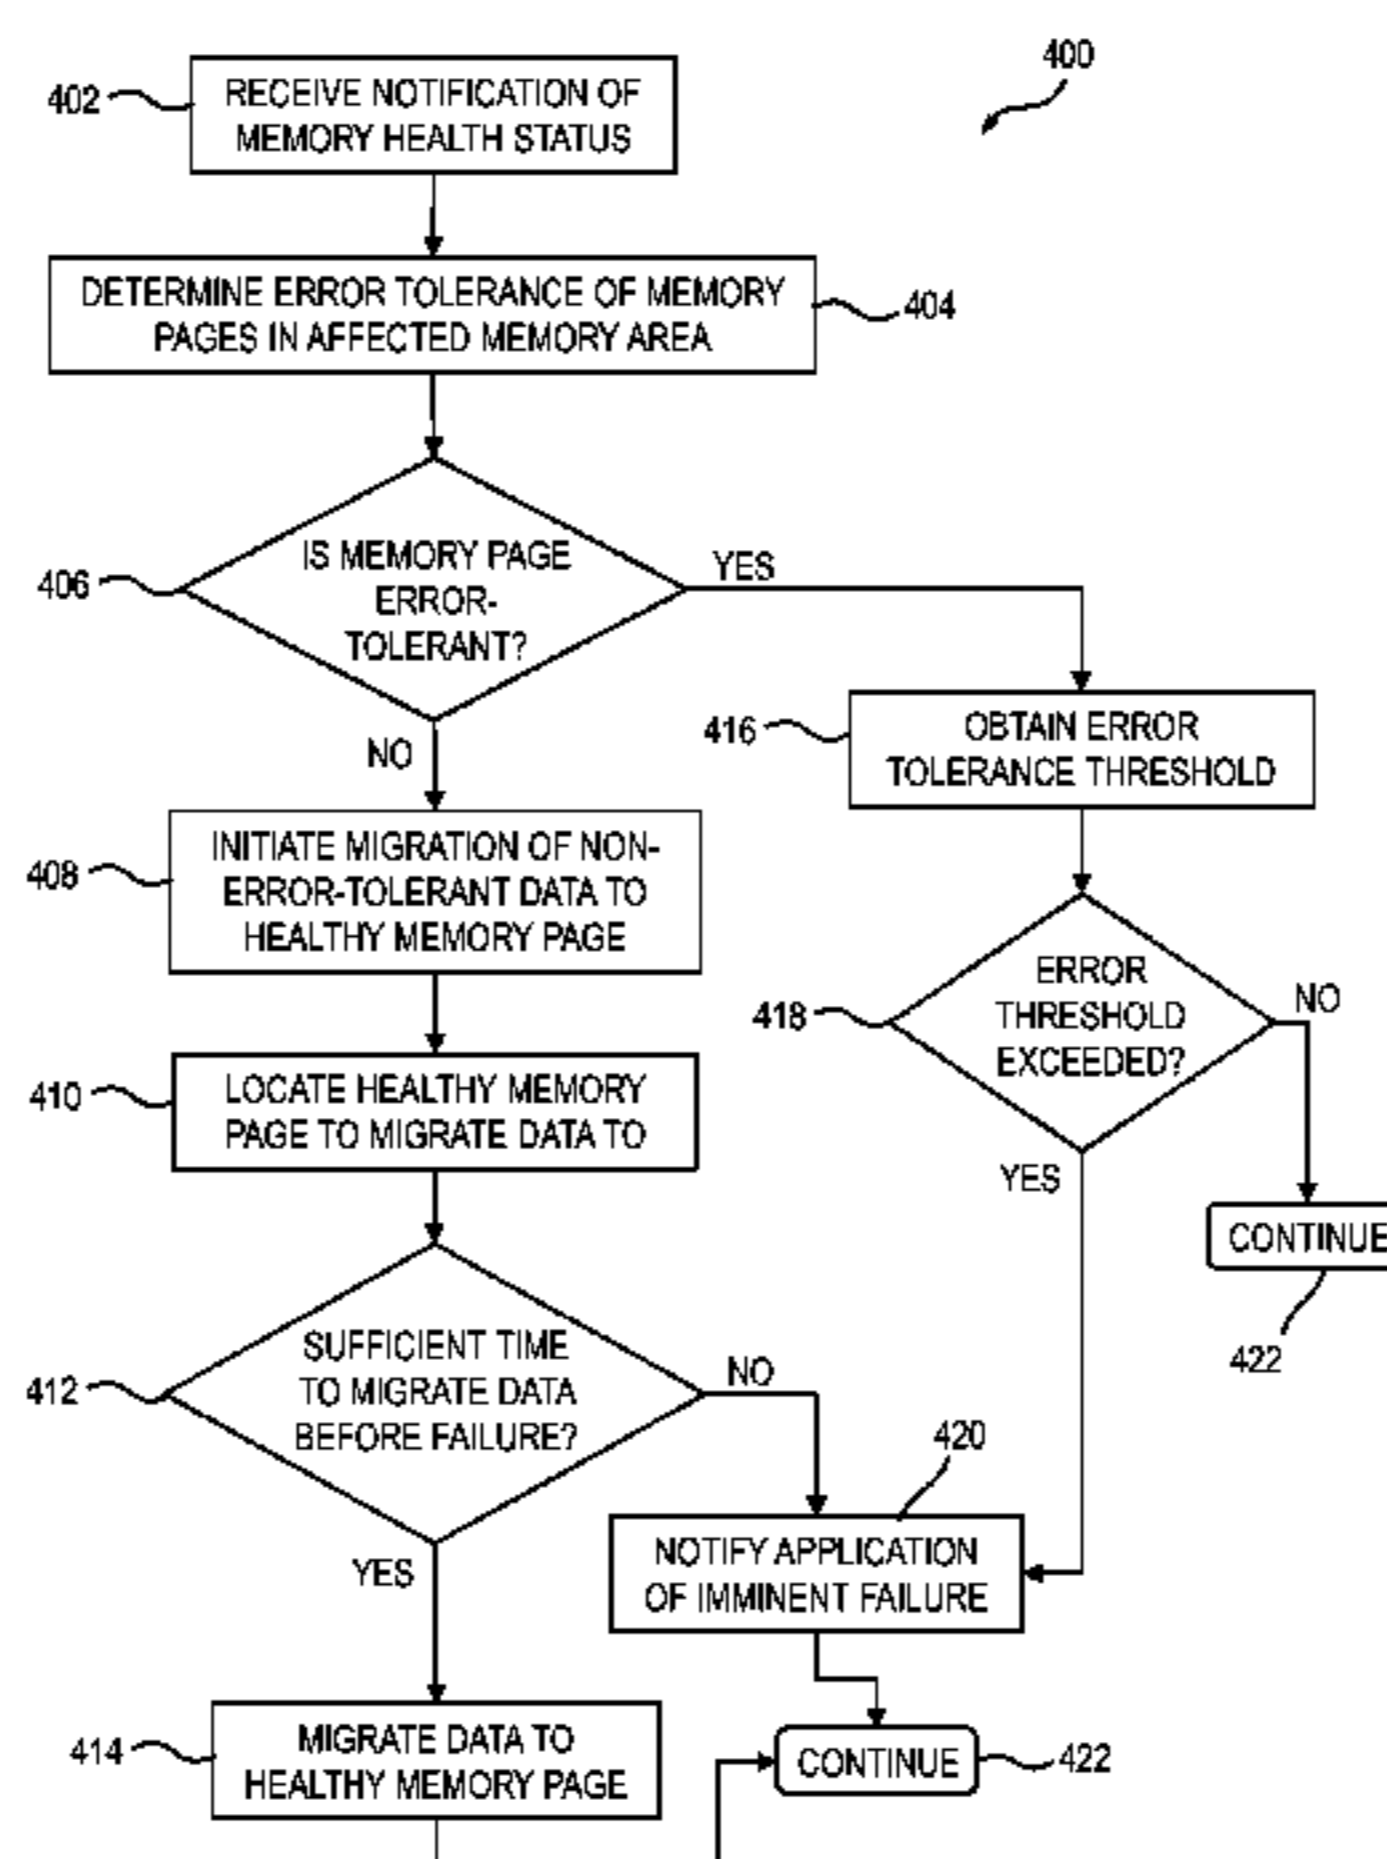 400
402
RECEIVE NOTIFICATION OF
MEMORY HEALTH STATUS
DETERMINE ERROR TOLERANCE OF MEMORY
PAGES IN AFFECTED MEMORY AREA
404
406
IS MEMORY PAGE
ERROR-
TOLERANT?
YES
NO
416
OBTAIN ERROR
TOLERANCE THRESHOLD
408
INITIATE MIGRATION OF NON-
ERROR-TOLERANT DATA TO
HEALTHY MEMORY PAGE
418
ERROR
THRESHOLD
EXCEEDED?
NO
YES
410
LOCATE HEALTHY MEMORY
PAGE TO MIGRATE DATA TO
CONTINUE
422
412
SUFFICIENT TIME
TO MIGRATE DATA
BEFORE FAILURE?
NO
YES
420
NOTIFY APPLICATION
OF IMMINENT FAILURE
414
MIGRATE DATA TO
HEALTHY MEMORY PAGE
CONTINUE
422